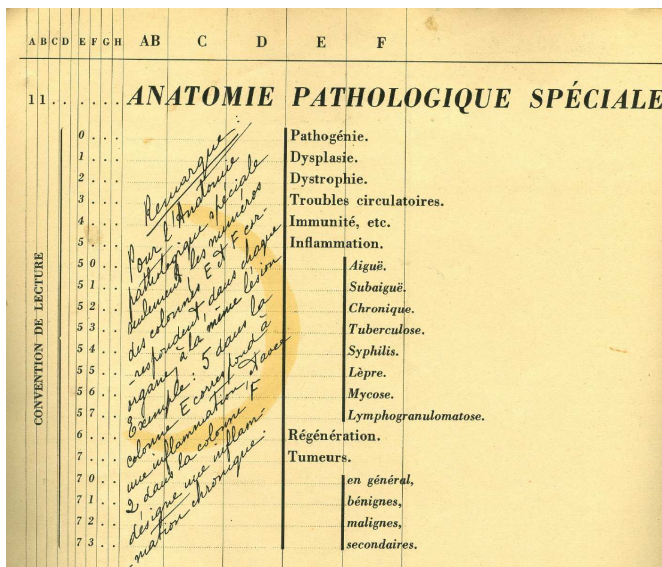 A B C D E F G H AB C D E F
11.. .... ANATOMIE PATHOLOGIQUE SPÉCIALE
CONVENTION DE LECTURE
0 . . . Pathogénie.
1 . . . Dysplasie.
2 . . . Dystrophie.
3 . . . Troubles circulatoires.
4 . . . Immunité, etc.
5 . . . Inflammation.
5 0 . . Aiguë.
5 1 . . Subaiguë.
5 2 . . Chronique.
5 3 . . Tuberculose.
5 4 . . Syphilis.
5 5 . . Lèpre.
5 6 . . Mycose.
5 7 . . Lymphogranulomatose.
6 . . . Régénération.
7 . . . Tumeurs.
7 0 . . en général,
7 1 . . bénignes,
7 2 . . malignes,
7 3 . . secondaires.
Remarque :
Pour l'Anatomie
pathologique spéciale
seulement les numéros
des colonnes E et F cor-
-respondent, dans chaque
organe, à la même lésion
Exemple : 5 dans la
colonne E correspond à
une inflammation, et avec
2 dans la colonne F
désigne une inflam-
-mation chronique.